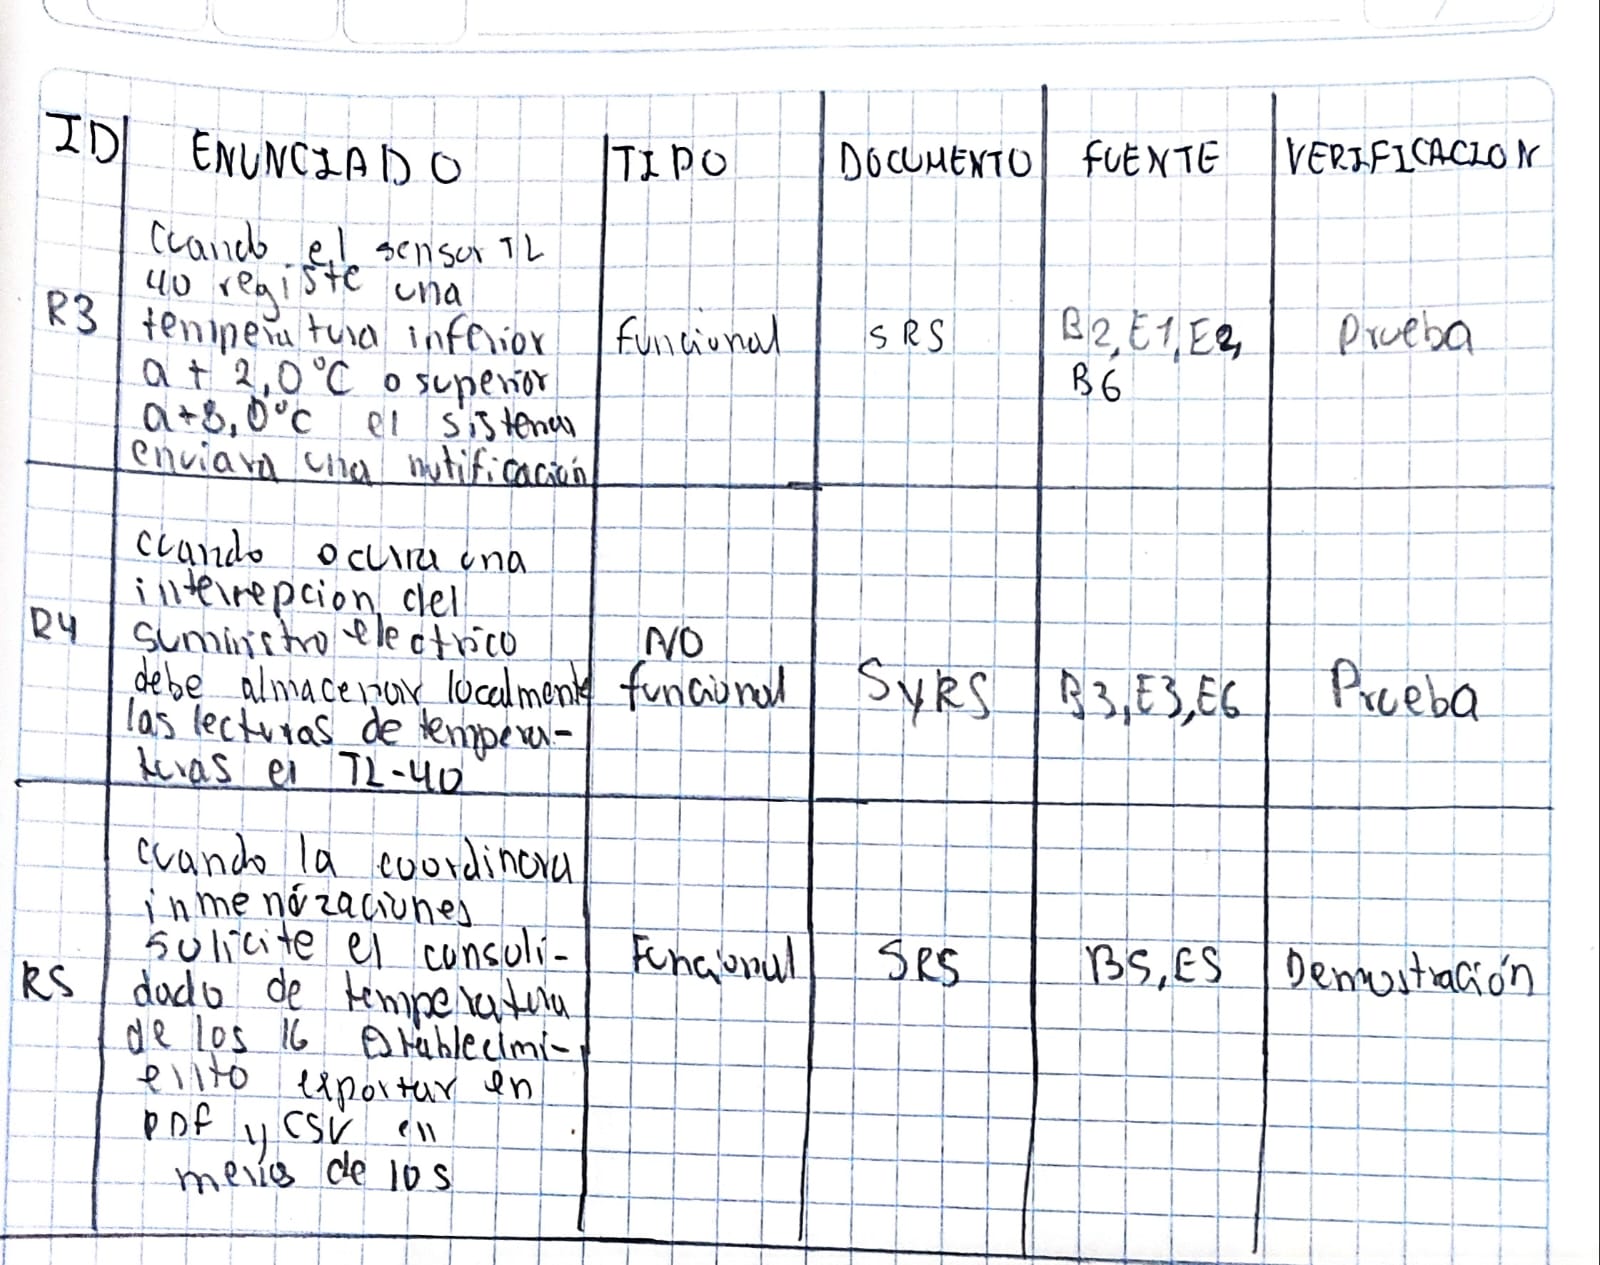 ID ENUNCIADO TIPO DOCUMENTO FUENTE VERIFICACION
Cuando el sensor TL
40 registe una
R3 temperatura inferior Funcional SRS B2, E1, E2, Prueba
a + 2,0°C o superior B6
a+8,0°C el sistema
enviara una notificación
cuando ocurra una
interrepcion del
R4 suministro electrico NO
debe almacenar localmente funcional SyRS B3, E3, E6 Prueba
las lecturas de tempera-
turas el TL-40
cuando la coordinora
inmenózaciones
solicite el consoli- Funcional SRS B5, E5 Demostración
R5 dado de temperatura
de los 16 Establecimi-
ento exportar en
PDF y CSV en
menos de 10 s